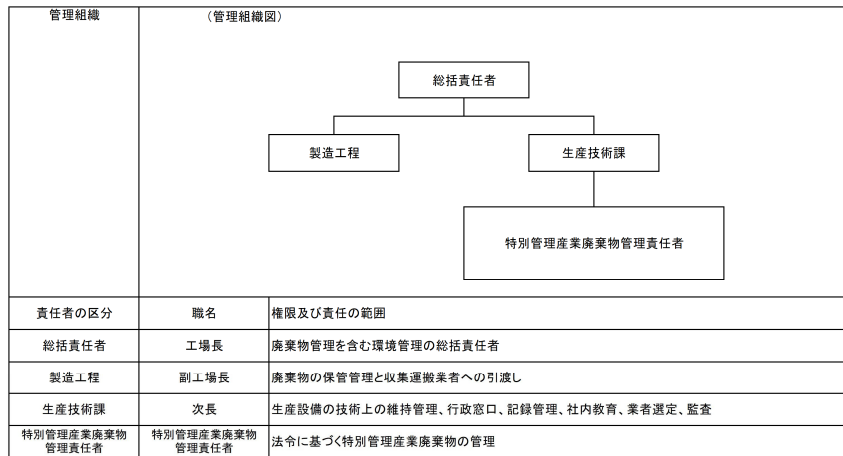 管理組織
（管理組織図）
総括責任者
製造工程
生産技術課
特別管理産業廃棄物管理責任者
責任者の区分
職名
権限及び責任の範囲
総括責任者
工場長
廃棄物管理を含む環境管理の総括責任者
製造工程
副工場長
廃棄物の保管管理と収集運搬業者への引渡し
生産技術課
次長
生産設備の技術上の維持管理、行政窓口、記録管理、社内教育、業者選定、監査
特別管理産業廃棄物
管理責任者
特別管理産業廃棄物
管理責任者
法令に基づく特別管理産業廃棄物の管理